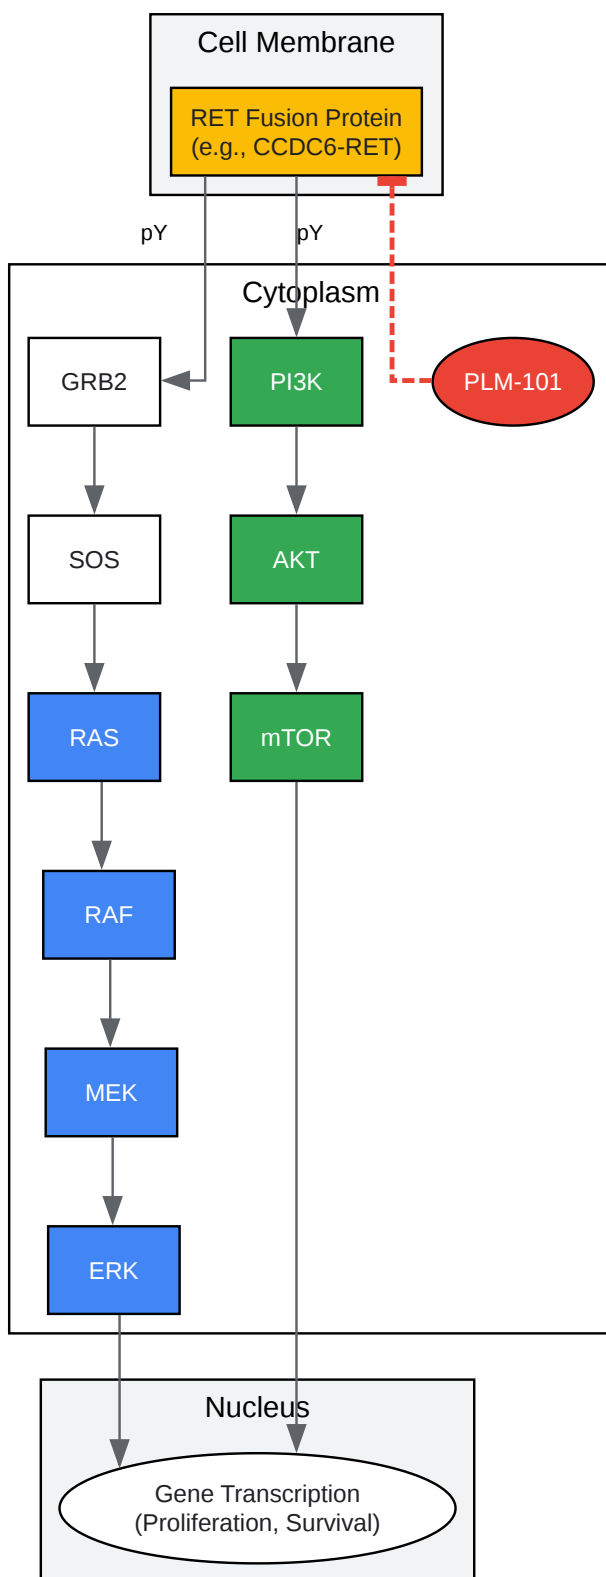 Cell Membrane
RET Fusion Protein
(e.g., CCDC6-RET)
pY
pY
Cytoplasm
GRB2
PI3K
PLM-101
SOS
AKT
RAS
mTOR
RAF
MEK
ERK
Nucleus
Gene Transcription
(Proliferation, Survival)